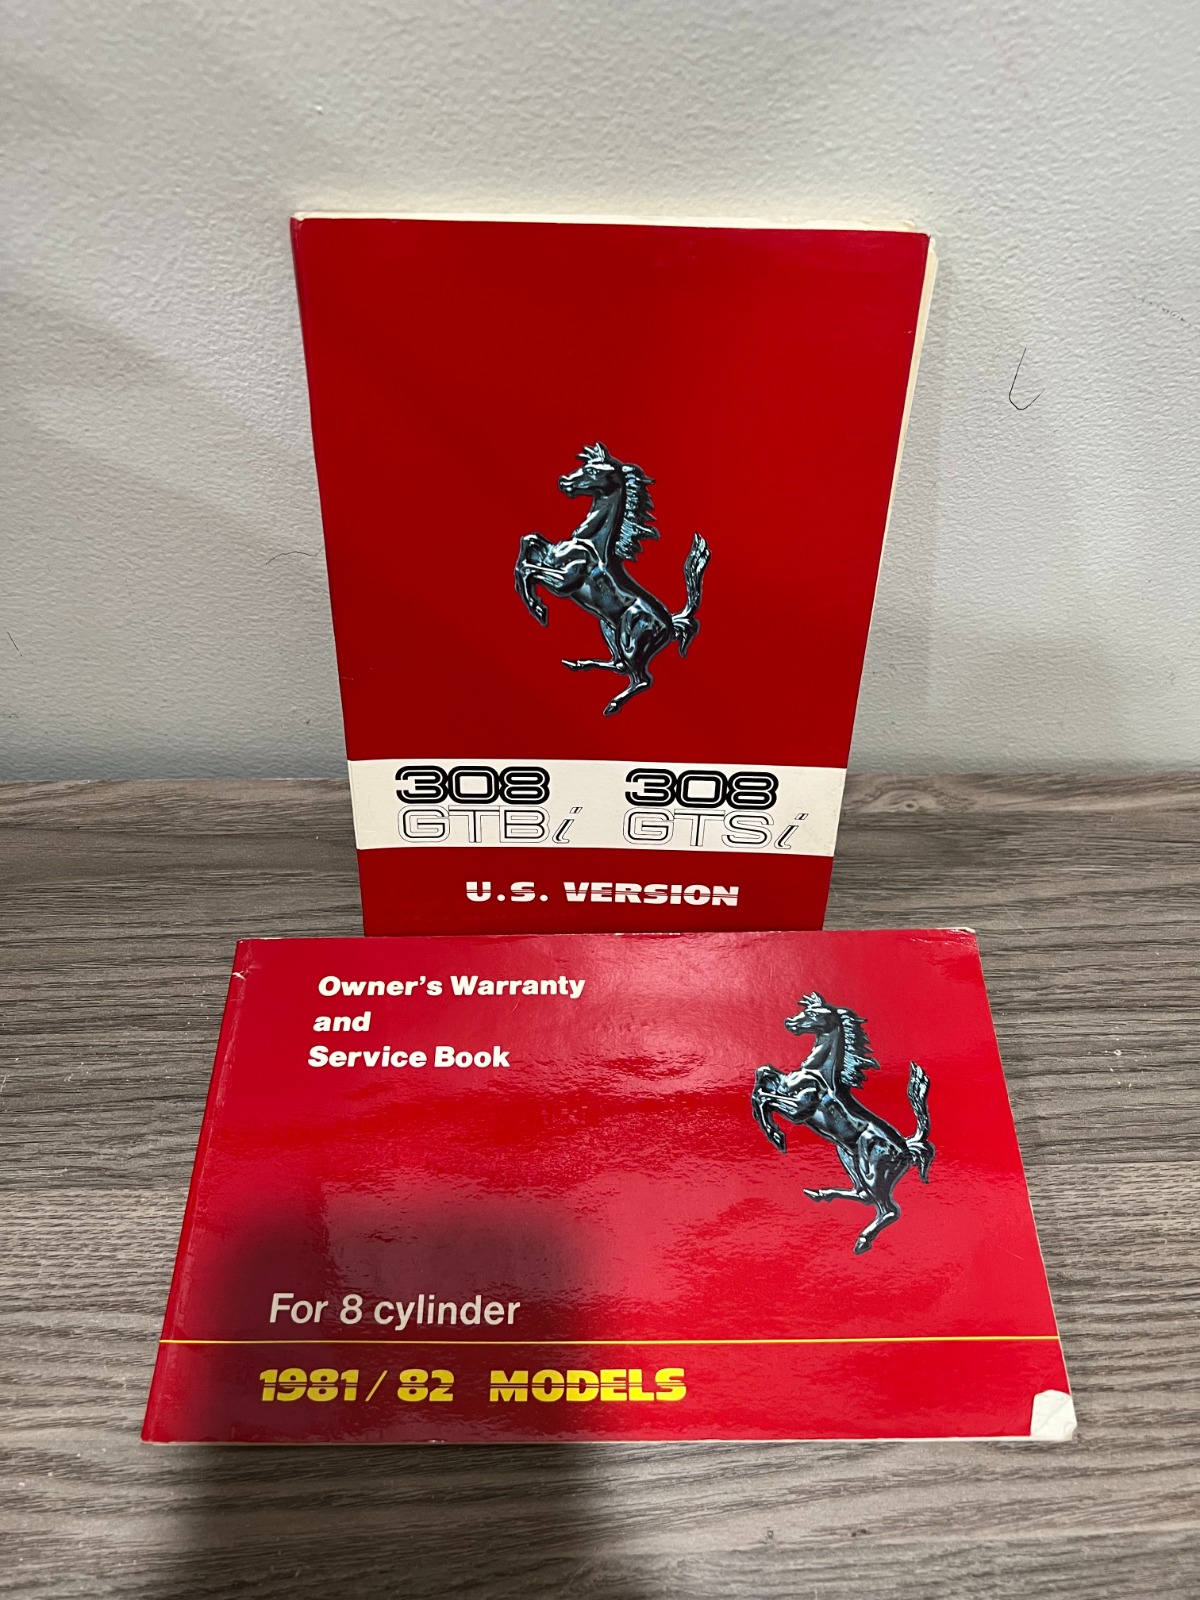 308 308
GTBi GTSi
U.S. VERSION
Owner's Warranty
and
Service Book
For 8 cylinder
1981 / 82 MODELS